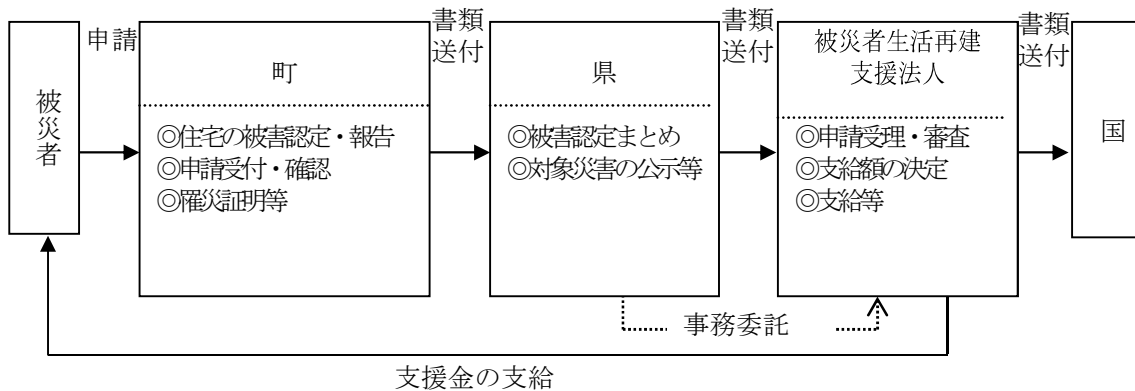 被災者
申請
町
◎住宅の被害認定・報告
◎申請受付・確認
◎罹災証明等
書類
送付
県
◎被害認定まとめ
◎対象災害の公示等
書類
送付
被災者生活再建
支援法人
◎申請受理・審査
◎支給額の決定
◎支給等
書類
送付
国
事務委託
支援金の支給